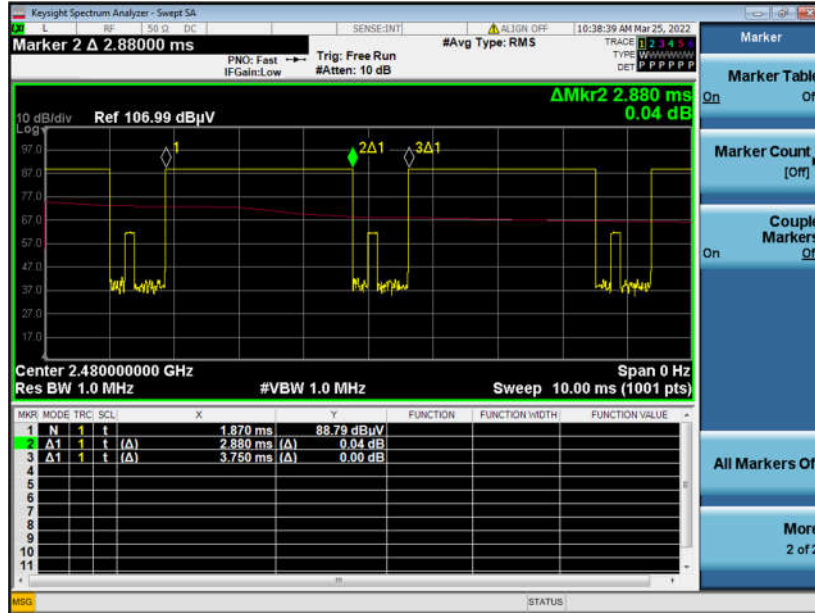 Keysight Spectrum Analyzer - Swept SA
L RF 50 Ω DC SENSE:INT ALIGN OFF 10:38:39 AM Mar 25, 2022
Marker 2 Δ 2.88000 ms
PNO: Fast
IFGain:Low
Trig: Free Run
#Atten: 10 dB
#Avg Type: RMS
TRACE 1 2 3 4 5 6
TYPE WWWWWW
DET P P P P P P
ΔMkr2 2.880 ms
0.04 dB
10 dB/div Ref 106.99 dBµV
Log
97.0
87.0
77.0
67.0
57.0
47.0
37.0
27.0
17.0
1
2Δ1
3Δ1
Center 2.480000000 GHz
Span 0 Hz
Res BW 1.0 MHz #VBW 1.0 MHz Sweep 10.00 ms (1001 pts)
MKR MODE TRC SCL X Y FUNCTION FUNCTION WIDTH FUNCTION VALUE
1 N 1 t 1.870 ms 88.79 dBuV
2 Δ1 1 t (Δ) 2.880 ms (Δ) 0.04 dB
3 Δ1 1 t (Δ) 3.750 ms (Δ) 0.00 dB
4
5
6
7
8
9
10
11
MSG STATUS
Marker
Marker Table
On Of
Marker Count
[Off]
Couple
Markers
On Of
All Markers Of
More
2 of 2